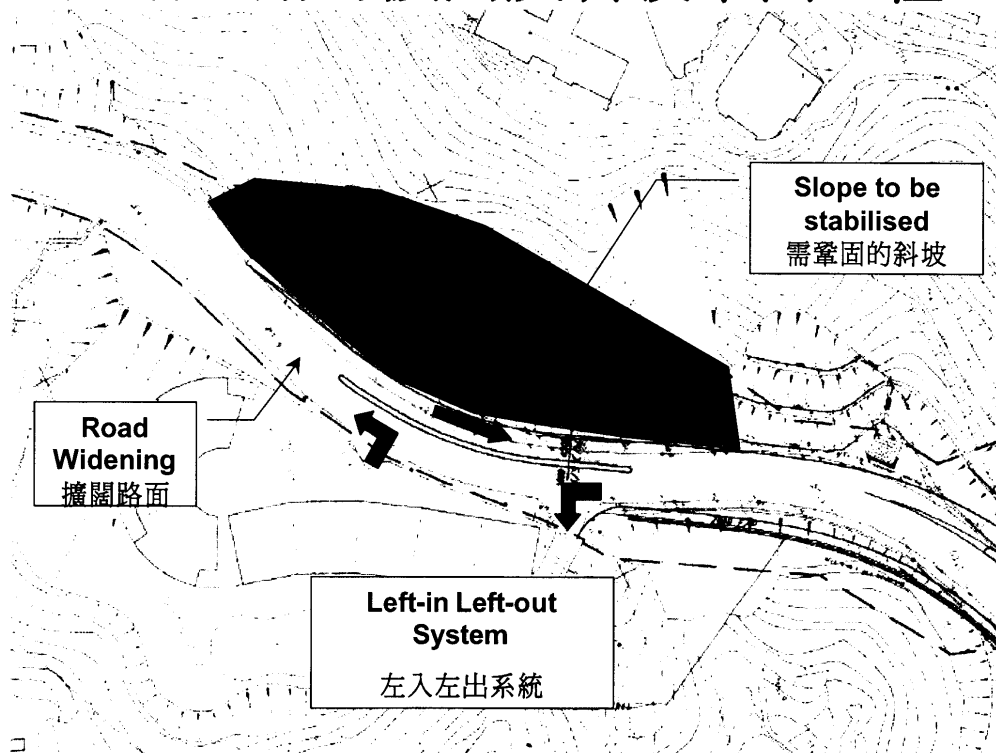 Slope to be
stabilised
需鞏固的斜坡
Road
Widening
擴闊路面
Left-in Left-out
System
左入左出系統